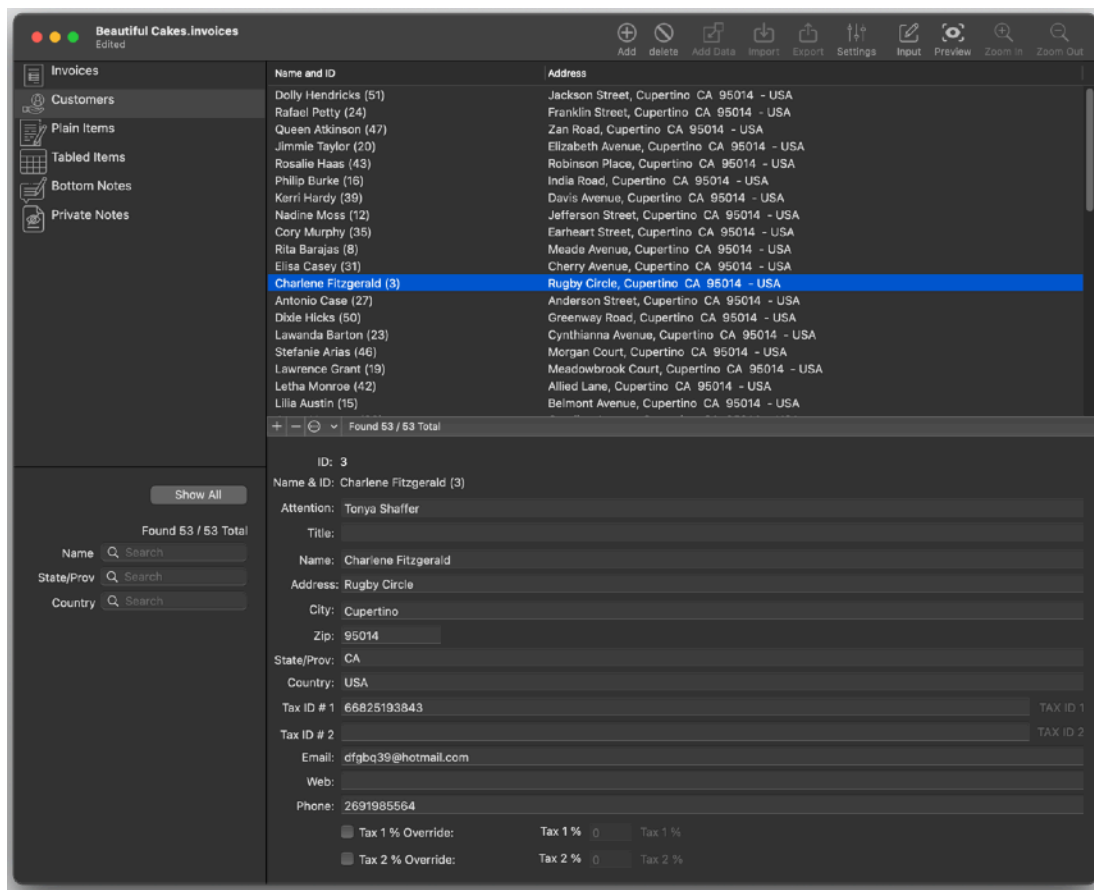 Beautiful Cakes.invoices
Edited
Add delete Add Data Import Export Settings Input Preview Zoom In Zoom Out
Invoices
Customers
Plain Items
Tabled Items
Bottom Notes
Private Notes
Show All
Found 53 / 53 Total
Name Search
State/Prov Search
Country Search
Name and ID Address
Dolly Hendricks (51) Jackson Street, Cupertino CA 95014 - USA
Rafael Petty (24) Franklin Street, Cupertino CA 95014 - USA
Queen Atkinson (47) Zan Road, Cupertino CA 95014 - USA
Jimmie Taylor (20) Elizabeth Avenue, Cupertino CA 95014 - USA
Rosalie Haas (43) Robinson Place, Cupertino CA 95014 - USA
Philip Burke (16) India Road, Cupertino CA 95014 - USA
Kerri Hardy (39) Davis Avenue, Cupertino CA 95014 - USA
Nadine Moss (12) Jefferson Street, Cupertino CA 95014 - USA
Cory Murphy (35) Earheart Street, Cupertino CA 95014 - USA
Rita Barajas (8) Meade Avenue, Cupertino CA 95014 - USA
Elisa Casey (31) Cherry Avenue, Cupertino CA 95014 - USA
Charlene Fitzgerald (3) Rugby Circle, Cupertino CA 95014 - USA
Antonio Case (27) Anderson Street, Cupertino CA 95014 - USA
Dixie Hicks (50) Greenway Road, Cupertino CA 95014 - USA
Lawanda Barton (23) Cynthianna Avenue, Cupertino CA 95014 - USA
Stefanie Arias (46) Morgan Court, Cupertino CA 95014 - USA
Lawrence Grant (19) Meadowbrook Court, Cupertino CA 95014 - USA
Letha Monroe (42) Allied Lane, Cupertino CA 95014 - USA
Lilia Austin (15) Belmont Avenue, Cupertino CA 95014 - USA
Found 53 / 53 Total
ID: 3
Name & ID: Charlene Fitzgerald (3)
Attention: Tonya Shaffer
Title:
Name: Charlene Fitzgerald
Address: Rugby Circle
City: Cupertino
Zip: 95014
State/Prov: CA
Country: USA
Tax ID # 1 66825193843 TAX ID 1
Tax ID # 2 TAX ID 2
Email: dfgbq39@hotmail.com
Web:
Phone: 2691985564
Tax 1 % Override: Tax 1 % 0 Tax 1 %
Tax 2 % Override: Tax 2 % 0 Tax 2 %